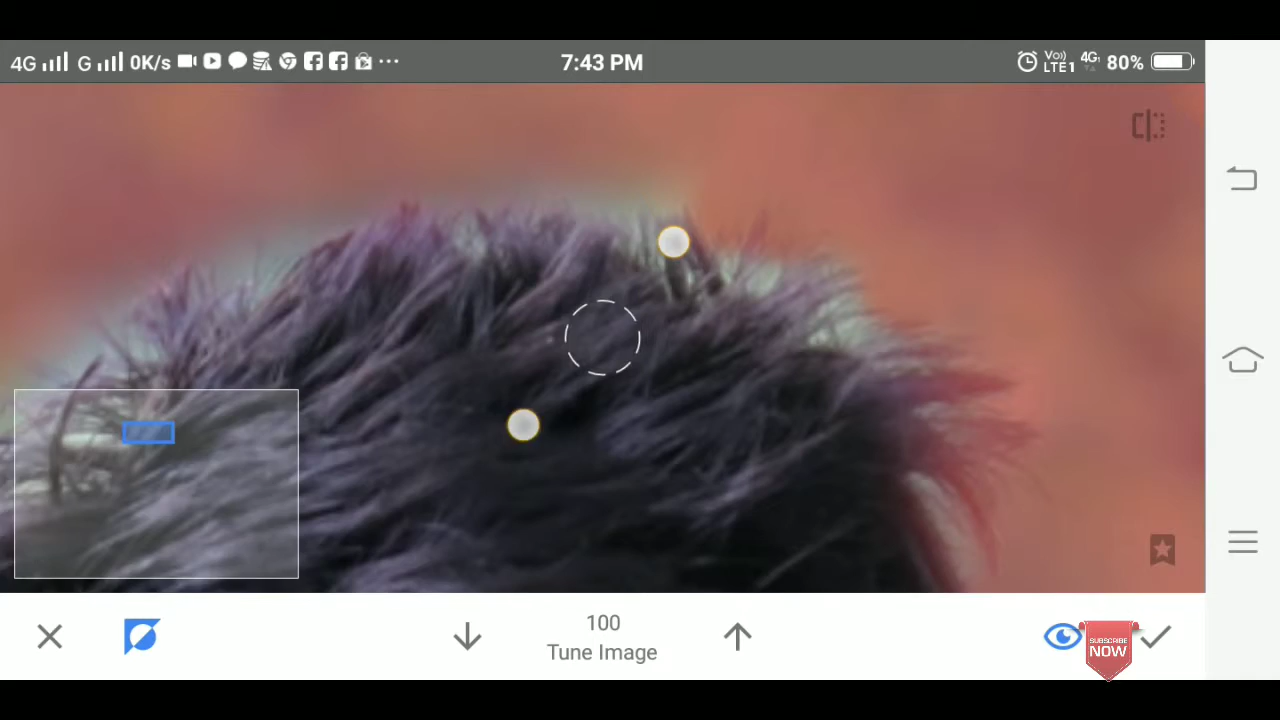 4G G 0K/s 7:43 PM Vo) LTE1 4G 80%
100
Tune Image
SUBSCRIBE
NOW